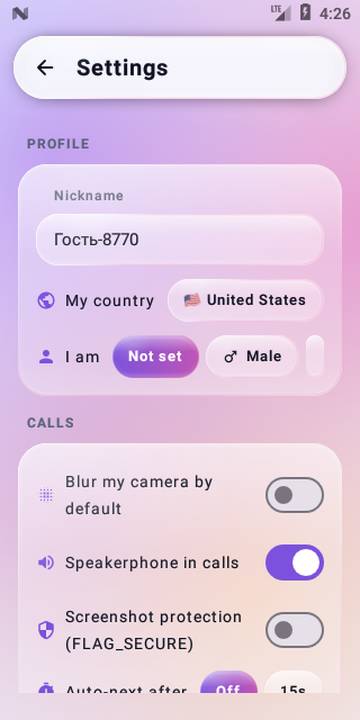 LTE 4:26
Settings
PROFILE
Nickname
Гость-8770
My country United States
I am Not set Male
CALLS
Blur my camera by
default
Speakerphone in calls
Screenshot protection
(FLAG_SECURE)
Auto-next after Off 15s